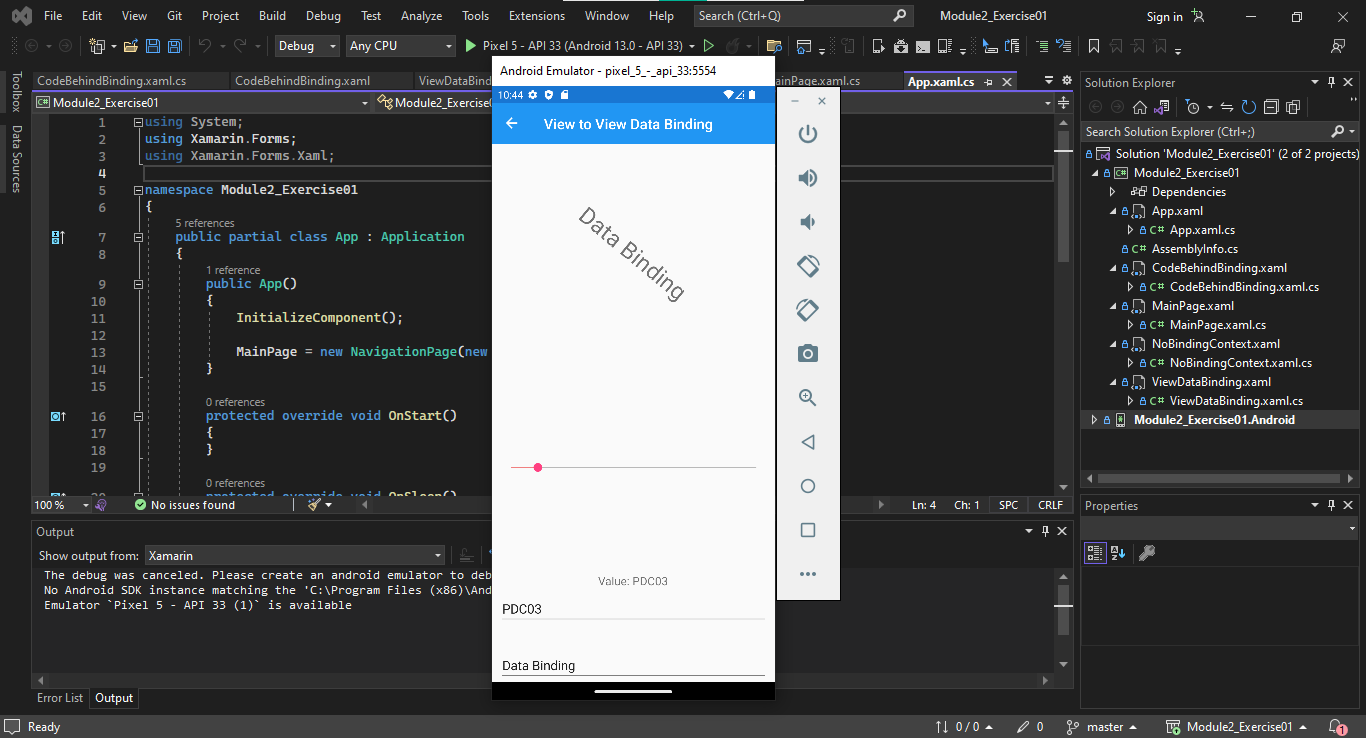 File Edit View Git Project Build Debug Test Analyze Tools Extensions Window Help Search (Ctrl+Q) Module2_Exercise01 Sign in
Debug Any CPU Pixel 5 - API 33 (Android 13.0 - API 33)
Toolbox
Data Sources
CodeBehindBinding.xaml.cs CodeBehindBinding.xaml ViewDataBind ainPage.xaml.cs App.xaml.cs
C# Module2_Exercise01 Module2_Exercise01
1 using System;
2 using Xamarin.Forms;
3 using Xamarin.Forms.Xaml;
4
5 namespace Module2_Exercise01
6 {
5 references
7 public partial class App : Application
8 {
1 reference
9 public App()
10 {
11 InitializeComponent();
12
13 MainPage = new NavigationPage(new
14 }
15
0 references
16 protected override void OnStart()
17 {
18 }
19
0 references
20 protected override void OnSleep()
100 % No issues found Ln: 4 Ch: 1 SPC CRLF
Output
Show output from: Xamarin
The debug was canceled. Please create an android emulator to deb
No Android SDK instance matching the 'C:\Program Files (x86)\And
Emulator `Pixel 5 - API 33 (1)` is available
Error List Output
Android Emulator - pixel_5_-_api_33:5554
10:44
View to View Data Binding
Data Binding
Value: PDC03
PDC03
Data Binding
Solution Explorer
Search Solution Explorer (Ctrl+;)
Solution 'Module2_Exercise01' (2 of 2 projects)
C# Module2_Exercise01
Dependencies
App.xaml
C# App.xaml.cs
C# AssemblyInfo.cs
CodeBehindBinding.xaml
C# CodeBehindBinding.xaml.cs
MainPage.xaml
C# MainPage.xaml.cs
NoBindingContext.xaml
C# NoBindingContext.xaml.cs
ViewDataBinding.xaml
C# ViewDataBinding.xaml.cs
Module2_Exercise01.Android
Properties
Ready 0 / 0 0 master Module2_Exercise01 1